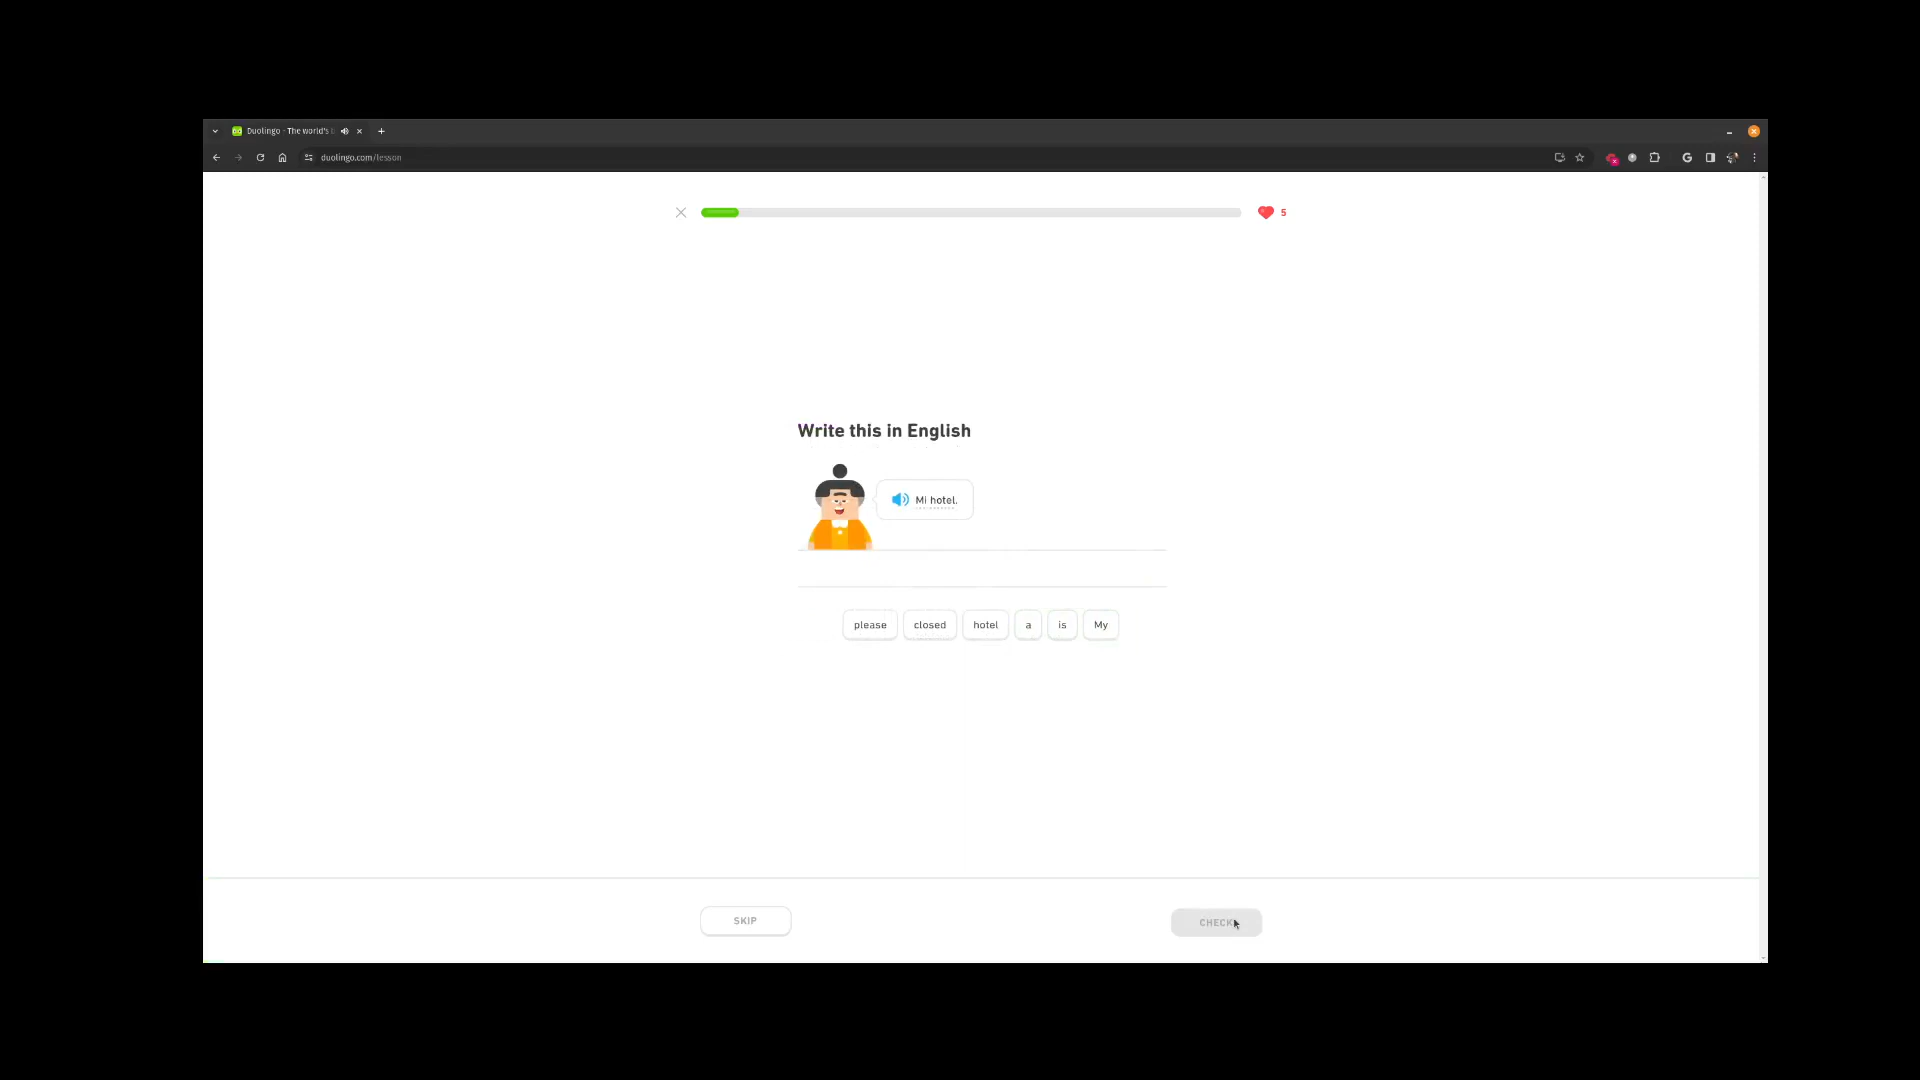 Duolingo - The world's
duolingo.com/lesson
5
Write this in English
Mi hotel.
please closed hotel a is My
SKIP CHECK